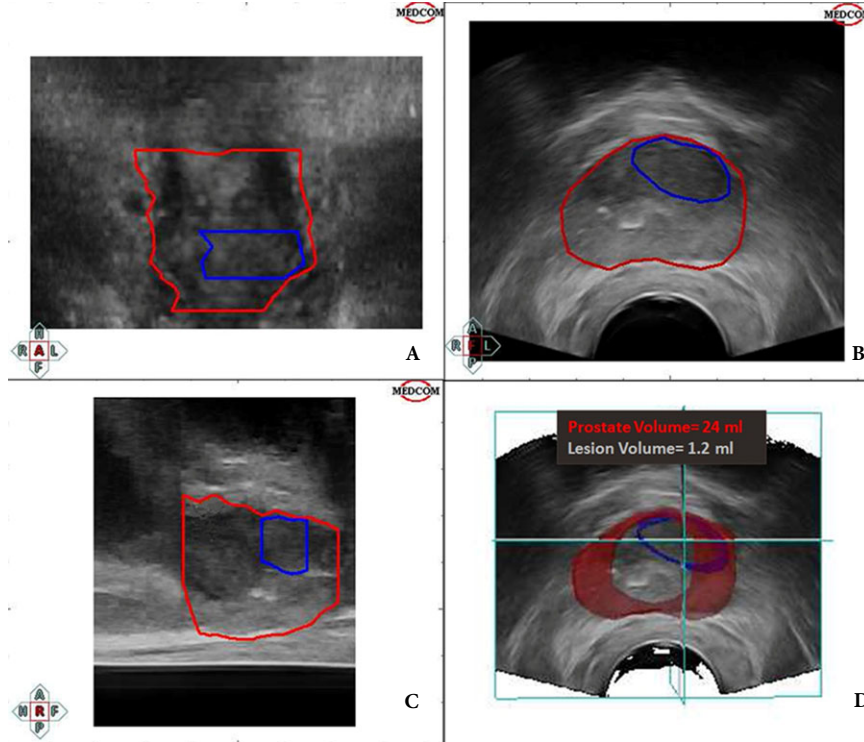 MEDCOM
MEDCOM
H
R A L
F
A
A
R F L
P
B
MEDCOM
A
H R F
P
C
Prostate Volume= 24 ml
Lesion Volume= 1.2 ml
D